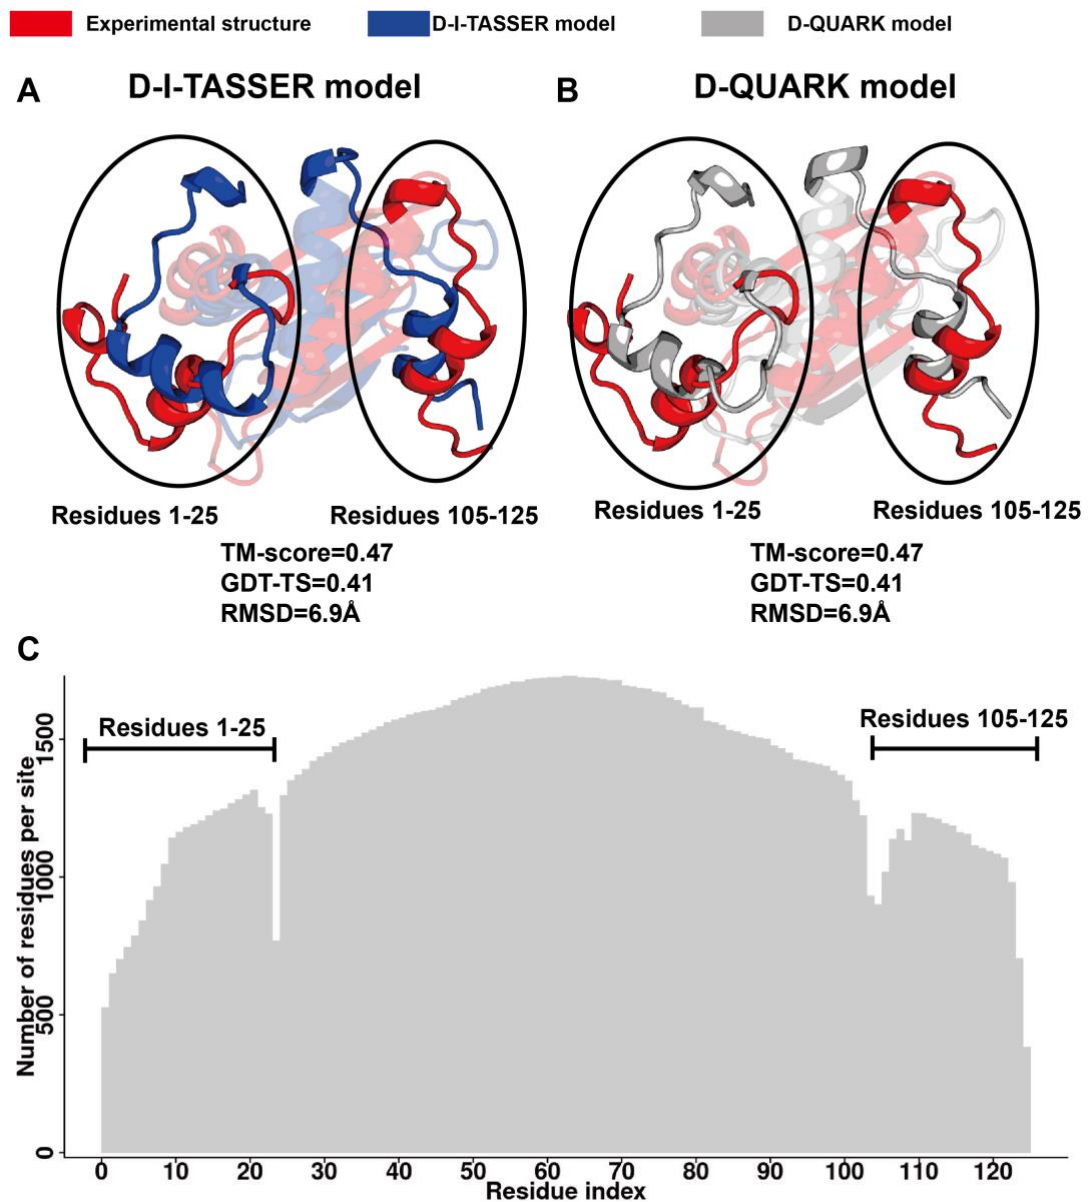 Experimental structure D-I-TASSER model D-QUARK model
A D-I-TASSER model B D-QUARK model
Residues 1-25 Residues 105-125 Residues 1-25 Residues 105-125
TM-score=0.47 TM-score=0.47
GDT-TS=0.41 GDT-TS=0.41
RMSD=6.9Å RMSD=6.9Å
C
Residues 1-25 Residues 105-125
Number of residues per site
1500
1000
500
0
0 10 20 30 40 50 60 70 80 90 100 110 120
Residue index